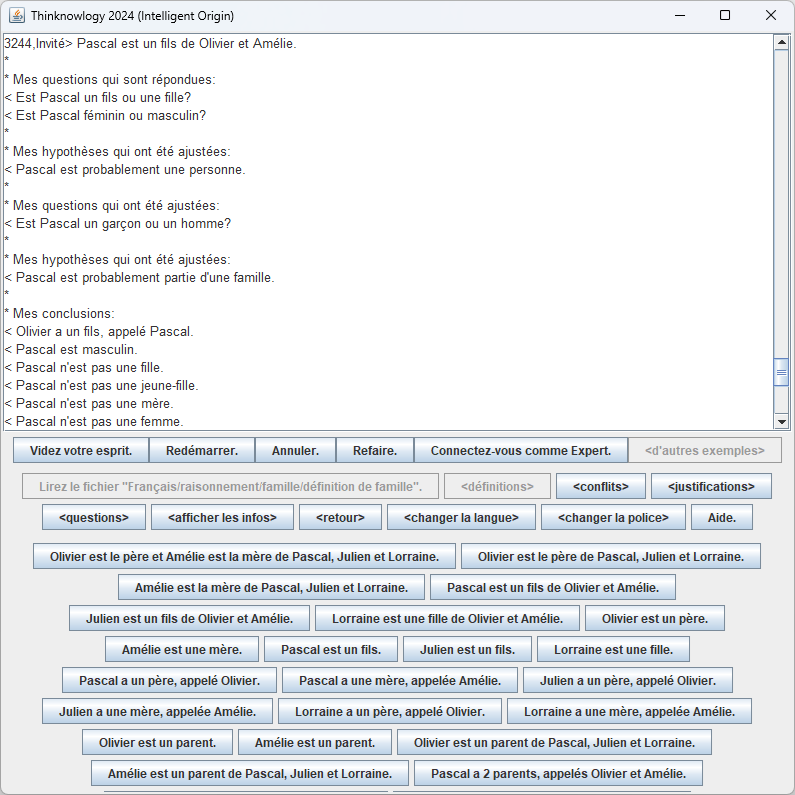 Thinknowlogy 2024 (Intelligent Origin)
3244,Invité> Pascal est un fils de Olivier et Amélie.
*
* Mes questions qui sont répondues:
< Est Pascal un fils ou une fille?
< Est Pascal féminin ou masculin?
*
* Mes hypothèses qui ont été ajustées:
< Pascal est probablement une personne.
*
* Mes questions qui ont été ajustées:
< Est Pascal un garçon ou un homme?
*
* Mes hypothèses qui ont été ajustées:
< Pascal est probablement partie d'une famille.
*
* Mes conclusions:
< Olivier a un fils, appelé Pascal.
< Pascal est masculin.
< Pascal n'est pas une fille.
< Pascal n'est pas une jeune-fille.
< Pascal n'est pas une mère.
< Pascal n'est pas une femme.
Videz votre esprit. Redémarrer. Annuler. Refaire. Connectez-vous comme Expert. <d'autres exemples>
Lirez le fichier "Français/raisonnement/famille/définition de famille". <définitions> <conflits> <justifications>
<questions> <afficher les infos> <retour> <changer la langue> <changer la police> Aide.
Olivier est le père et Amélie est la mère de Pascal, Julien et Lorraine. Olivier est le père de Pascal, Julien et Lorraine.
Amélie est la mère de Pascal, Julien et Lorraine. Pascal est un fils de Olivier et Amélie.
Julien est un fils de Olivier et Amélie. Lorraine est une fille de Olivier et Amélie. Olivier est un père.
Amélie est une mère. Pascal est un fils. Julien est un fils. Lorraine est une fille.
Pascal a un père, appelé Olivier. Pascal a une mère, appelée Amélie. Julien a un père, appelé Olivier.
Julien a une mère, appelée Amélie. Lorraine a un père, appelé Olivier. Lorraine a une mère, appelée Amélie.
Olivier est un parent. Amélie est un parent. Olivier est un parent de Pascal, Julien et Lorraine.
Amélie est un parent de Pascal, Julien et Lorraine. Pascal a 2 parents, appelés Olivier et Amélie.